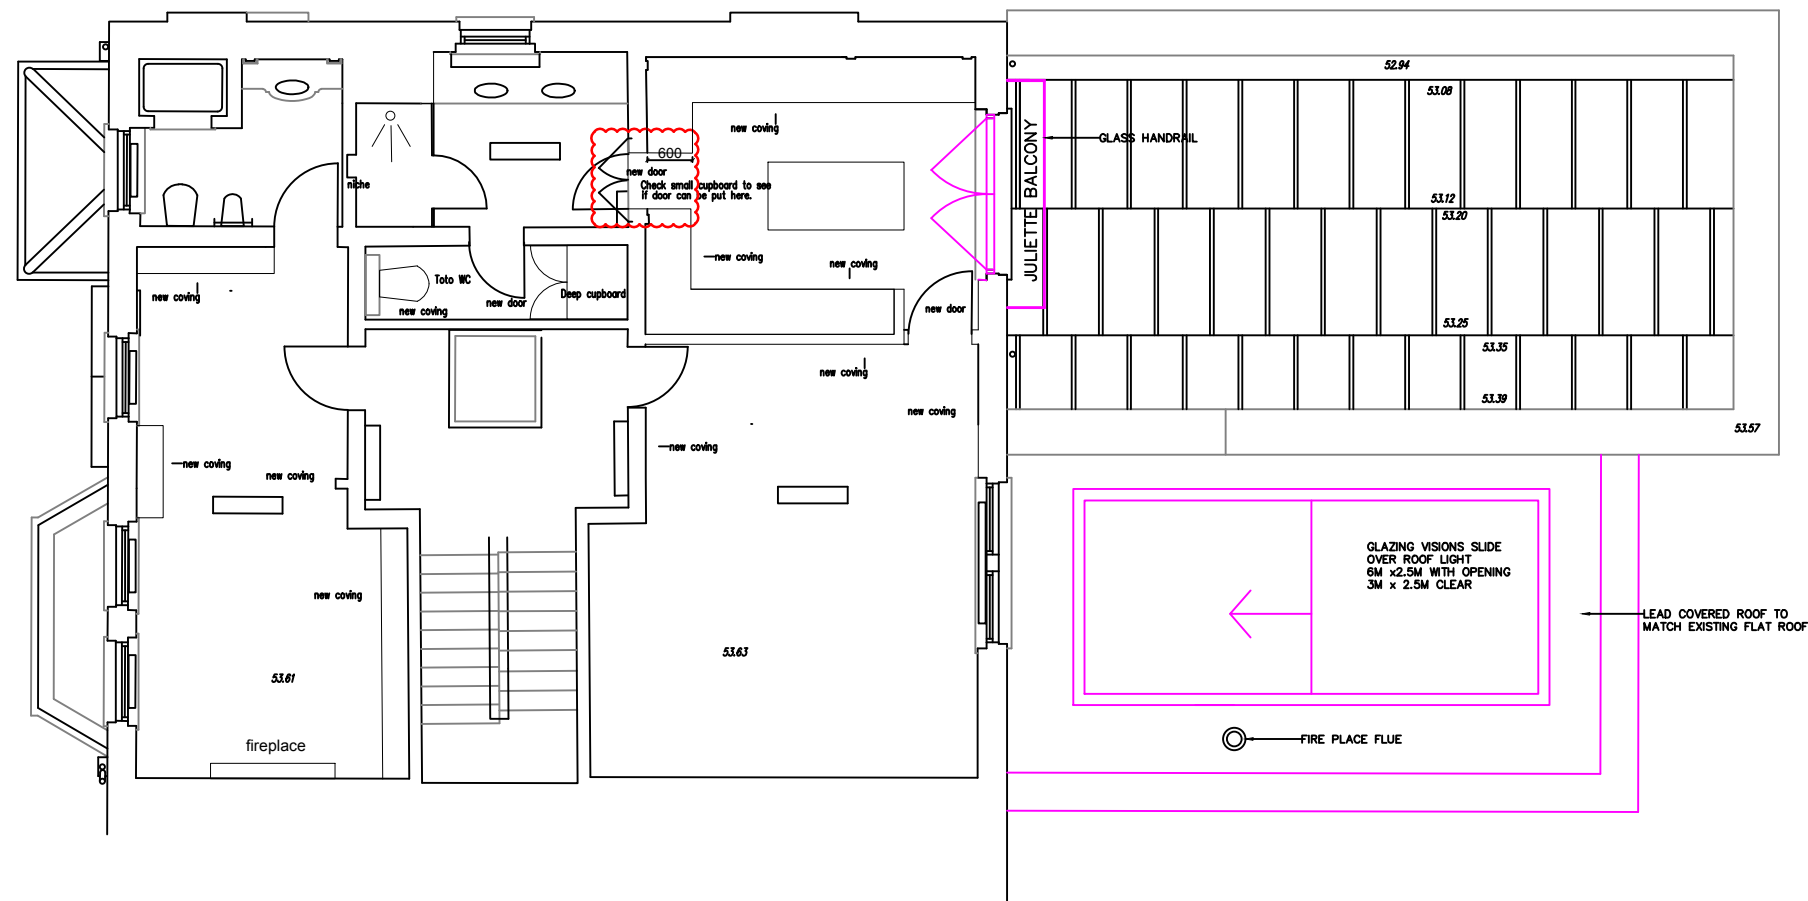 52.94
53.08
new coving
GLASS HANDRAIL
JULIETTE BALCONY
600
new door
niche
Check small cupboard to see
if door can be put here.
53.12
53.20
new coving
new coving
Toto WC
new door
Deep cupboard
new coving
new coving
new door
53.25
53.35
new coving
53.39
new coving
53.57
new coving
new coving
new coving
GLAZING VISIONS SLIDE
OVER ROOF LIGHT
6M x2.5M WITH OPENING
3M x 2.5M CLEAR
new coving
LEAD COVERED ROOF TO
MATCH EXISTING FLAT ROOF
53.63
53.61
fireplace
FIRE PLACE FLUE